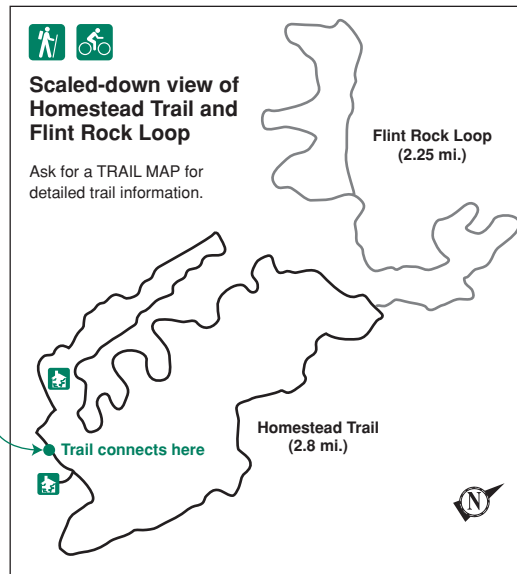 Scaled-down view of
Homestead Trail and
Flint Rock Loop
Ask for a TRAIL MAP for
detailed trail information.
Flint Rock Loop
(2.25 mi.)
Homestead Trail
(2.8 mi.)
Trail connects here
N